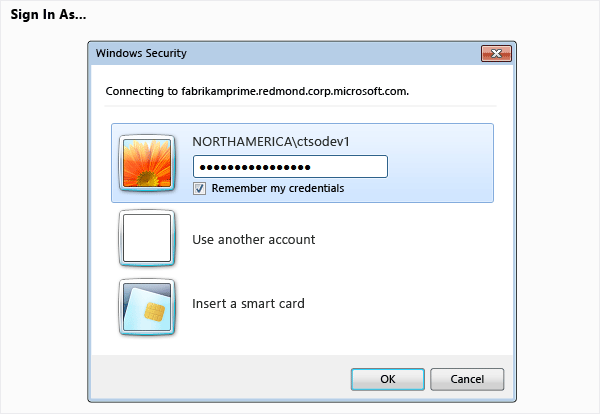 Sign In As...
Windows Security
Connecting to fabrikamprime.redmond.corp.microsoft.com.
NORTHAMERICA\ctsodev1
●●●●●●●●●●●●●●●●
Remember my credentials
Use another account
Insert a smart card
OK
Cancel